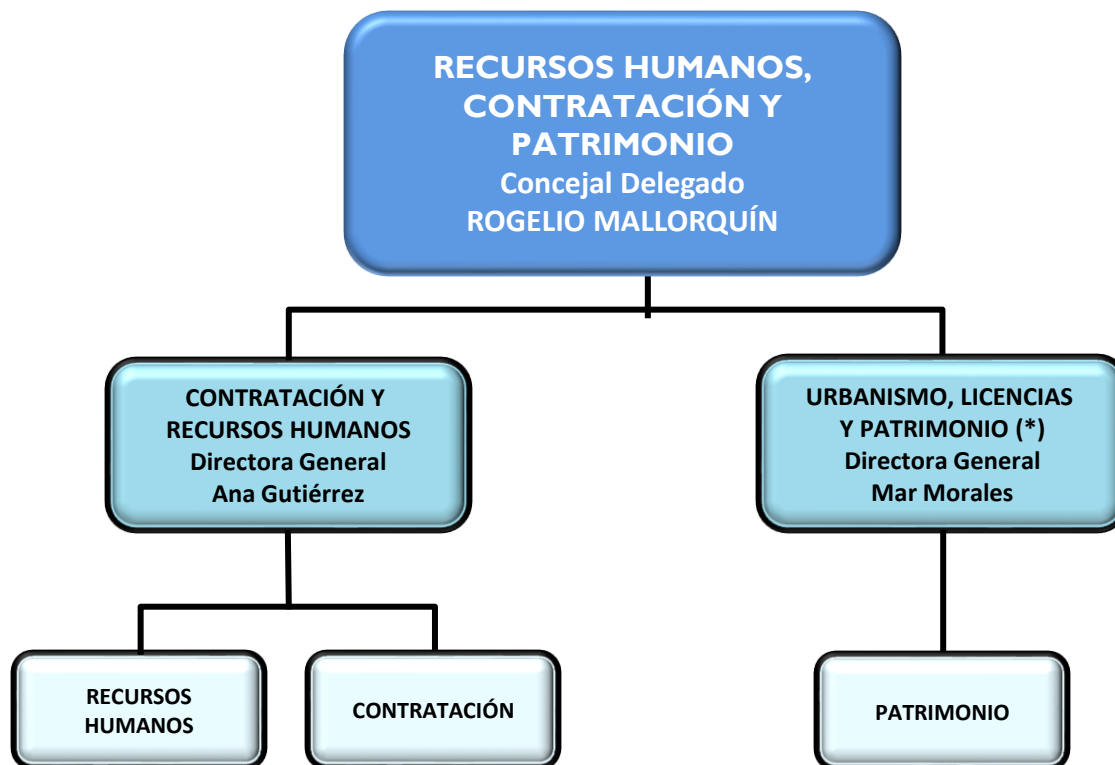 RECURSOS HUMANOS,
CONTRATACIÓN Y
PATRIMONIO
Concejal Delegado
ROGELIO MALLORQUÍN
CONTRATACIÓN Y
RECURSOS HUMANOS
Directora General
Ana Gutiérrez
URBANISMO, LICENCIAS
Y PATRIMONIO (*)
Directora General
Mar Morales
RECURSOS
HUMANOS
CONTRATACIÓN
PATRIMONIO